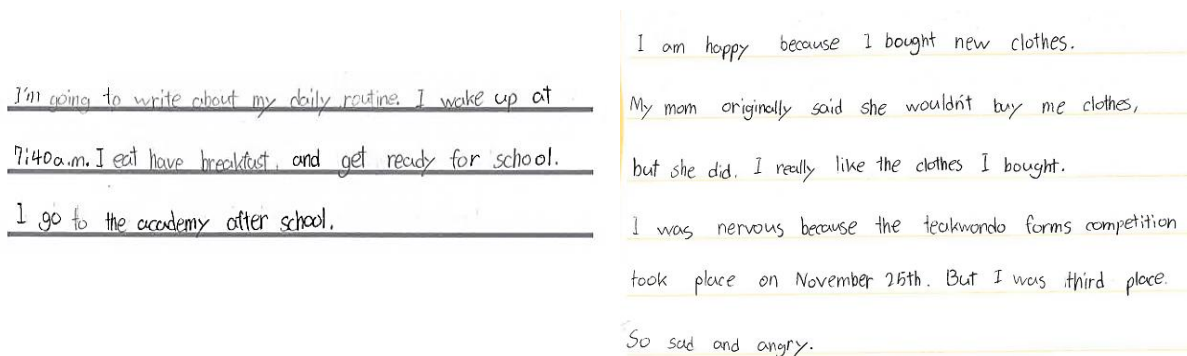 I'm going to write about my daily routine. I wake up at
7:40a.m. I eat have breakfast, and get ready for school.
I go to the academy after school.
I am happy because I bought new clothes.
My mom originally said she wouldn't buy me clothes,
but she did. I really like the clothes I bought.
I was nervous because the teakwondo forms competition
took place on November 25th. But I was third place.
So sad and angry.